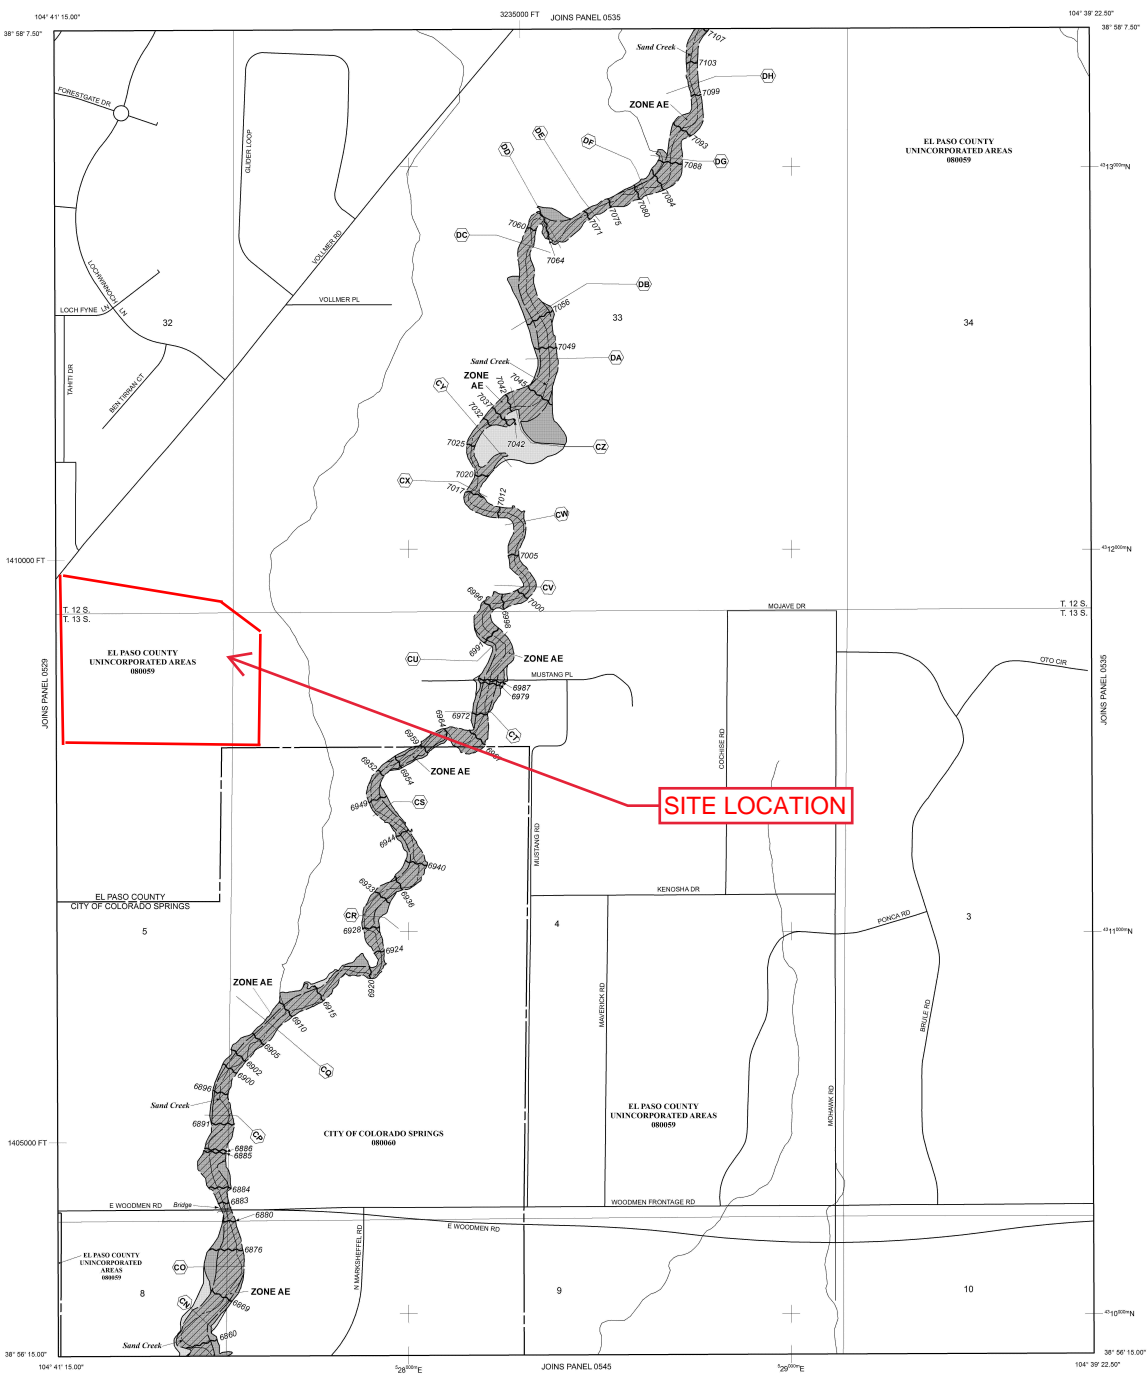 104° 41' 15.00"
3235000 FT
JOINS PANEL 0535
104° 39' 22.50"
38° 58' 7.50"
38° 58' 7.50"
7107
Sand Creek
7103
DH
7099
ZONE AE
FORESTGATE DR
GLIDER LOOP
DD
DE
DF
7093
EL PASO COUNTY
UNINCORPORATED AREAS
080059
DG
7088
4313000mN
7084
7080
7075
7071
7060
DC
7064
VOLLMER RD
LOCHWINNOCH LN
DB
VOLLMER PL
LOCH FYNE LN
7056
32
33
34
7049
DA
Sand Creek
ZONE
AE
TAHITI DR
BEN TIRRAN CT
CY
7045
7042
7037
7032
7025
7042
CZ
7020
CX
7017
7012
CW
4312000mN
7005
1410000 FT
CV
6996
7000
T. 12 S.
T. 13 S.
MOJAVE DR
T. 12 S.
T. 13 S.
6998
6991
EL PASO COUNTY
UNINCORPORATED AREAS
080059
CU
ZONE AE
OTO CIR
JOINS PANEL 0529
JOINS PANEL 0535
MUSTANG PL
6987
6979
6972
6964
CT
6967
6959
COCHISE RD
6952
6954
ZONE AE
6949
CS
SITE LOCATION
6944
MUSTANG RD
6940
6933
6936
KENOSHA DR
EL PASO COUNTY
CITY OF COLORADO SPRINGS
CR
PONCA RD
5
4
3
6928
4311000mN
6924
ZONE AE
6920
6915
MAVERICK RD
BRULE RD
6910
6905
6902
6900
CQ
6896
Sand Creek
MOHAWK RD
EL PASO COUNTY
UNINCORPORATED AREAS
080059
6891
CP
CITY OF COLORADO SPRINGS
080060
1405000 FT
6886
6885
6884
6883
WOODMEN FRONTAGE RD
E WOODMEN RD
Bridge
6880
E WOODMEN RD
N MARKSHEFFEL RD
6876
EL PASO COUNTY
UNINCORPORATED
AREAS
080059
CO
8
9
10
ZONE AE
CN
6869
4310000mN
6860
Sand Creek
38° 56' 15.00"
38° 56' 15.00"
104° 41' 15.00"
528000mE
JOINS PANEL 0545
529000mE
104° 39' 22.50"